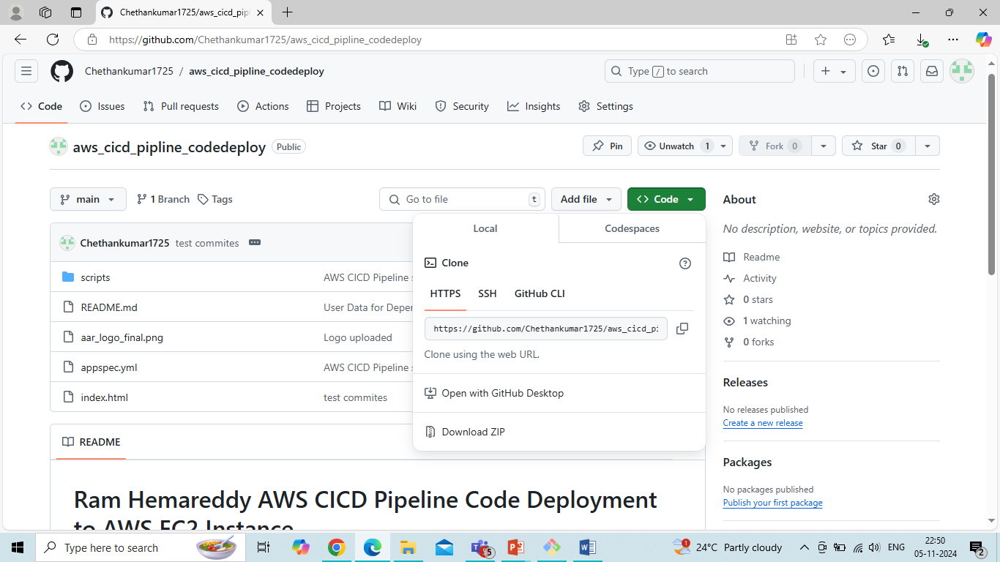 Chethankumar1725/aws_cicd_pip
https://github.com/Chethankumar1725/aws_cicd_pipline_codedeploy
Chethankumar1725 / aws_cicd_pipline_codedeploy
Type / to search
Code Issues Pull requests Actions Projects Wiki Security Insights Settings
aws_cicd_pipline_codedeploy Public
Pin Unwatch 1 Fork 0 Star 0
main 1 Branch Tags
Go to file t Add file Code
About
No description, website, or topics provided.
Readme
Activity
0 stars
1 watching
0 forks
Releases
No releases published
Create a new release
Packages
No packages published
Publish your first package
Local Codespaces
Clone
HTTPS SSH GitHub CLI
https://github.com/Chethankumar1725/aws_cicd_pi
Clone using the web URL.
Open with GitHub Desktop
Download ZIP
Chethankumar1725 test commites
scripts AWS CICD Pipeline s
README.md User Data for Depen
aar_logo_final.png Logo uploaded
appspec.yml AWS CICD Pipeline s
index.html test commites
README
Ram Hemareddy AWS CICD Pipeline Code Deployment
to AWS EC2 Instance
Type here to search
5
1
24°C Partly cloudy
ENG
22:50
05-11-2024
2